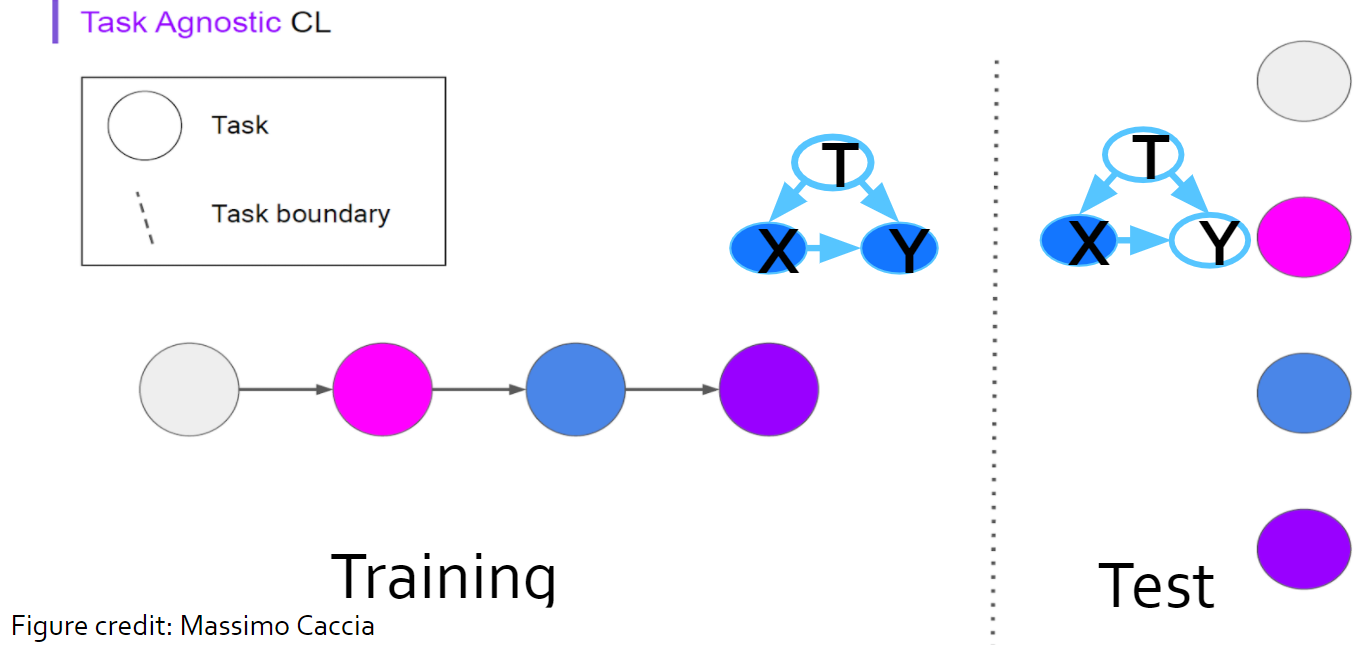 Task Agnostic CL
Task
Task boundary
T
X Y
T
X Y
Training
Test
Figure credit: Massimo Caccia